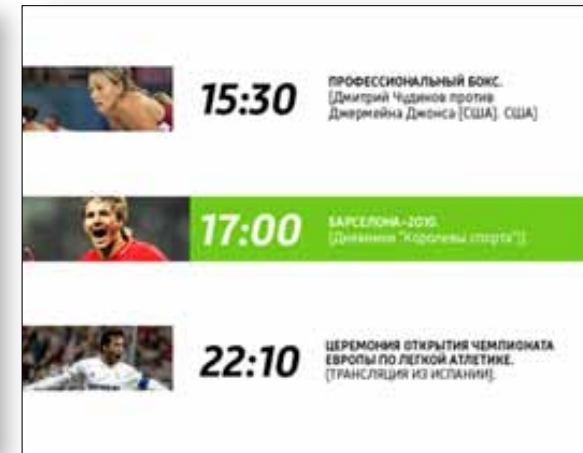 15:30
ПРОФЕССИОНАЛЬНЫЙ БОКС.
(Дмитрий Чудинов против
Джермейна Джонса (США). США)
17:00
БАРСЕЛОНА-2010.
(Дневники "Королевы спорта")
22:10
ЦЕРЕМОНИЯ ОТКРЫТИЯ ЧЕМПИОНАТА
ЕВРОПЫ ПО ЛЕГКОЙ АТЛЕТИКЕ.
(ТРАНСЛЯЦИЯ ИЗ ИСПАНИИ).